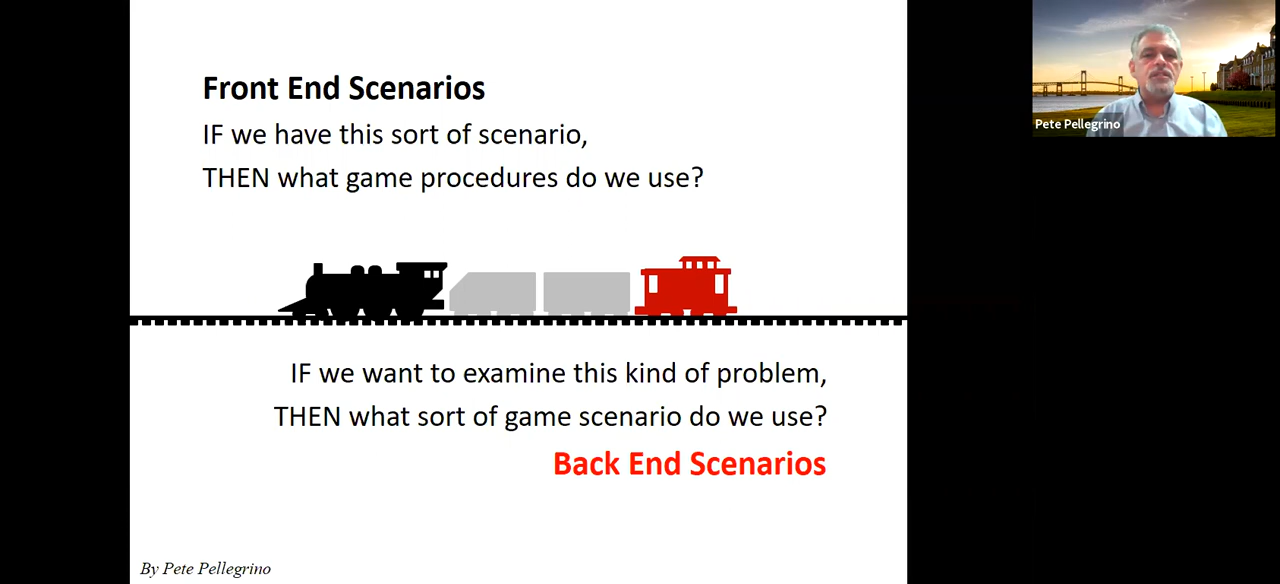 Front End Scenarios
IF we have this sort of scenario,
THEN what game procedures do we use?
IF we want to examine this kind of problem,
THEN what sort of game scenario do we use?
Back End Scenarios
By Pete Pellegrino
Pete Pellegrino